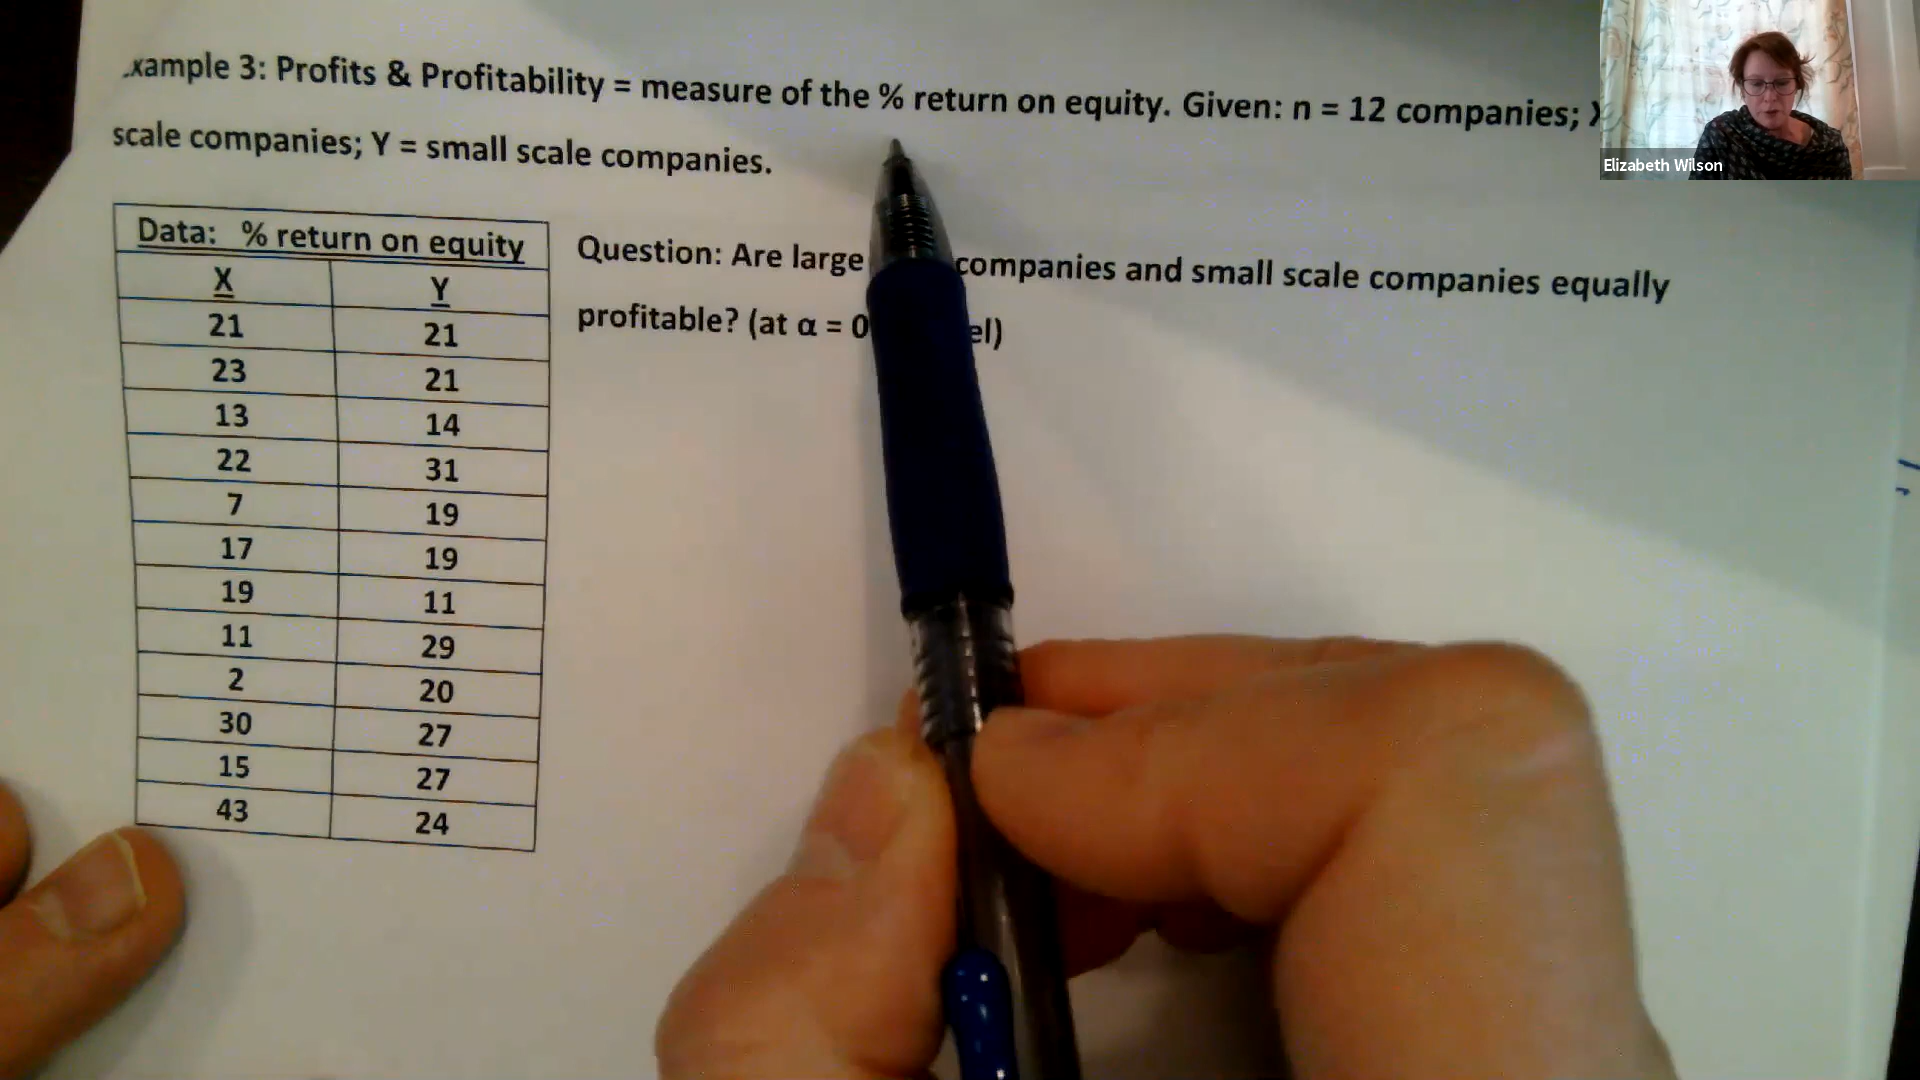 xample 3: Profits & Profitability = measure of the % return on equity. Given: n = 12 companies;
scale companies; Y = small scale companies.
Data: % return on equity
X Y
21 21
23 21
13 14
22 31
7 19
17 19
19 11
11 29
2 20
30 27
15 27
43 24
Question: Are large companies and small scale companies equally
profitable? (at α = 0 el)
Elizabeth Wilson